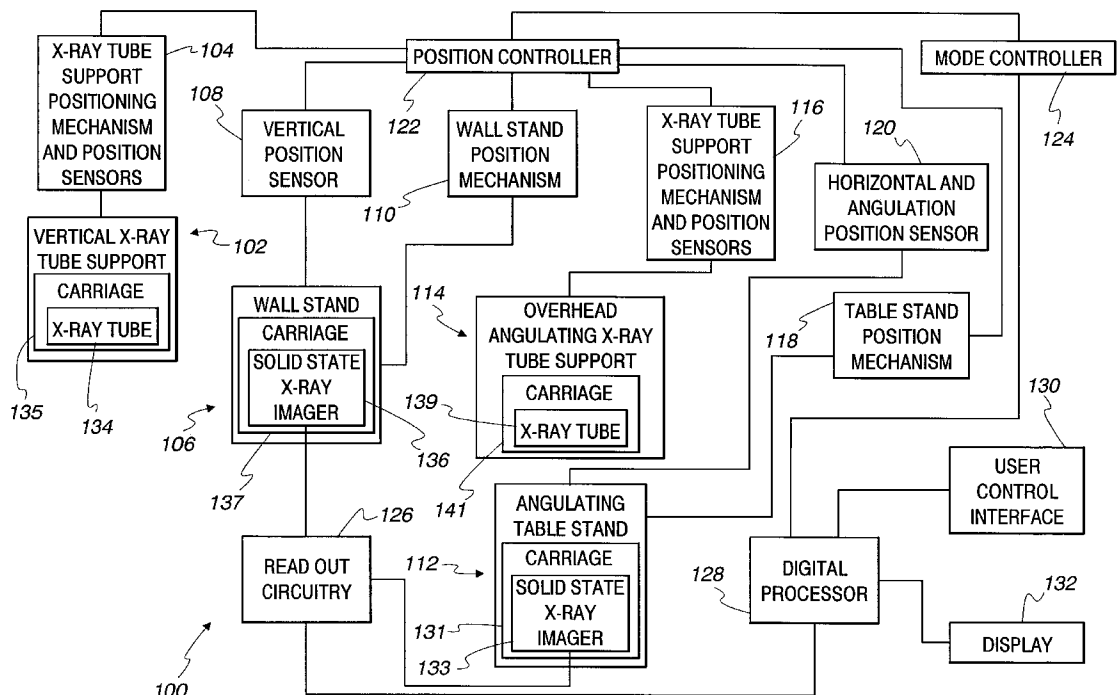 104
X-RAY TUBE
SUPPORT
POSITIONING
MECHANISM
AND POSITION
SENSORS
POSITION CONTROLLER
122
MODE CONTROLLER
124
108
VERTICAL
POSITION
SENSOR
WALL STAND
POSITION
MECHANISM
110
116
X-RAY TUBE
SUPPORT
POSITIONING
MECHANISM
AND POSITION
SENSORS
120
HORIZONTAL AND
ANGULATION
POSITION SENSOR
VERTICAL X-RAY
TUBE SUPPORT
CARRIAGE
X-RAY TUBE
102
135
134
WALL STAND
CARRIAGE
SOLID STATE
X-RAY
IMAGER
106
137
136
114
OVERHEAD
ANGULATING X-RAY
TUBE SUPPORT
CARRIAGE
139
X-RAY TUBE
141
TABLE STAND
POSITION
MECHANISM
118
130
USER
CONTROL
INTERFACE
126
READ OUT
CIRCUITRY
112
ANGULATING
TABLE STAND
CARRIAGE
SOLID STATE
X-RAY
IMAGER
131
133
128
DIGITAL
PROCESSOR
132
DISPLAY
100